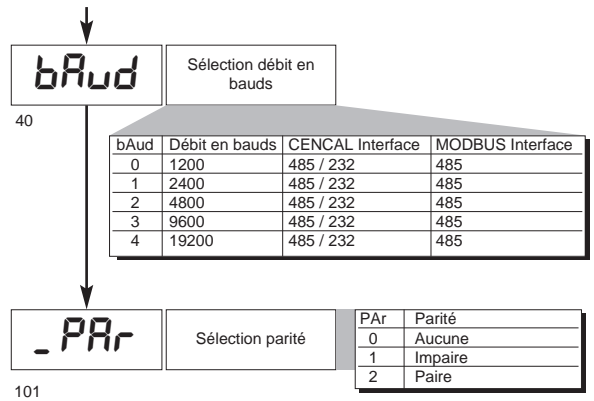 bAud
Sélection débit en
bauds
40
bAud Débit en bauds CENCAL Interface MODBUS Interface
0 1200 485 / 232 485
1 2400 485 / 232 485
2 4800 485 / 232 485
3 9600 485 / 232 485
4 19200 485 / 232 485
_PAr
Sélection parité
PAr Parité
0 Aucune
1 Impaire
2 Paire
101